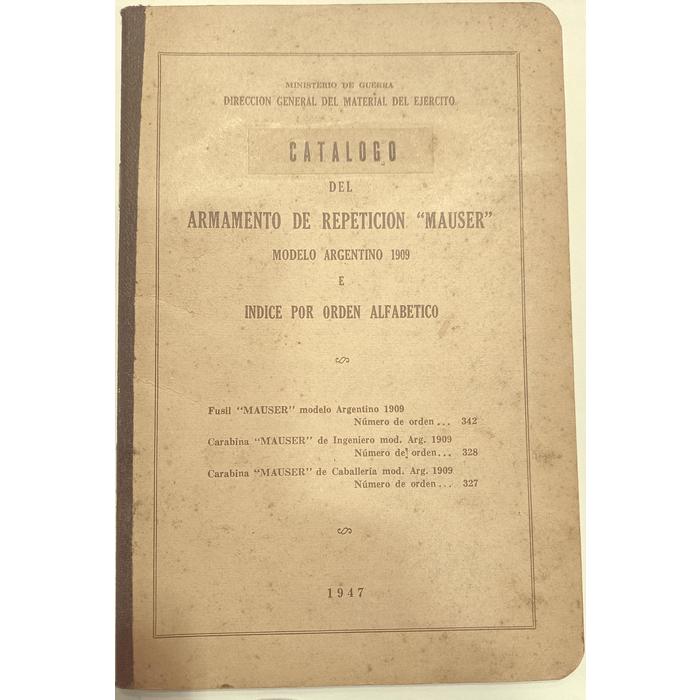 MINISTERIO DE GUERRA
DIRECCION GENERAL DEL MATERIAL DEL EJERCITO
CATALOGO
DEL
ARMAMENTO DE REPETICION "MAUSER"
MODELO ARGENTINO 1909
E
INDICE POR ORDEN ALFABETICO
Fusil "MAUSER" modelo Argentino 1909
Número de orden... 342
Carabina "MAUSER" de Ingeniero mod. Arg. 1909
Número de orden... 328
Carabina "MAUSER" de Caballería mod. Arg. 1909
Número de orden... 327
1947